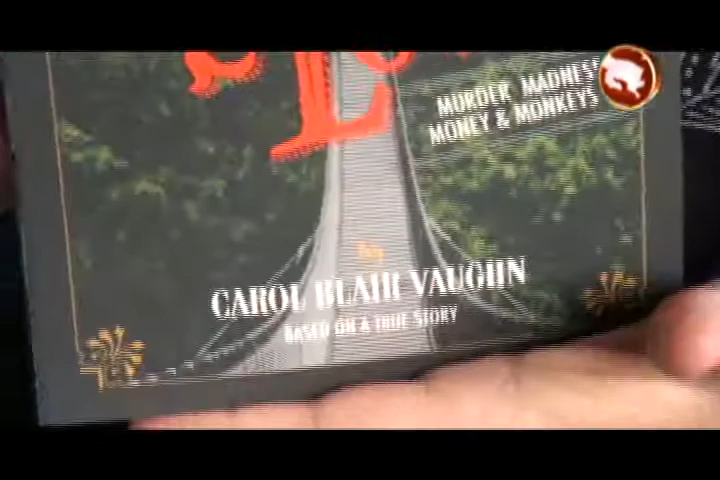 MURDER MADNESS
MONEY & MONKEYS
by
CAROL BLAIR VAUGHN
BASED ON A TRUE STORY